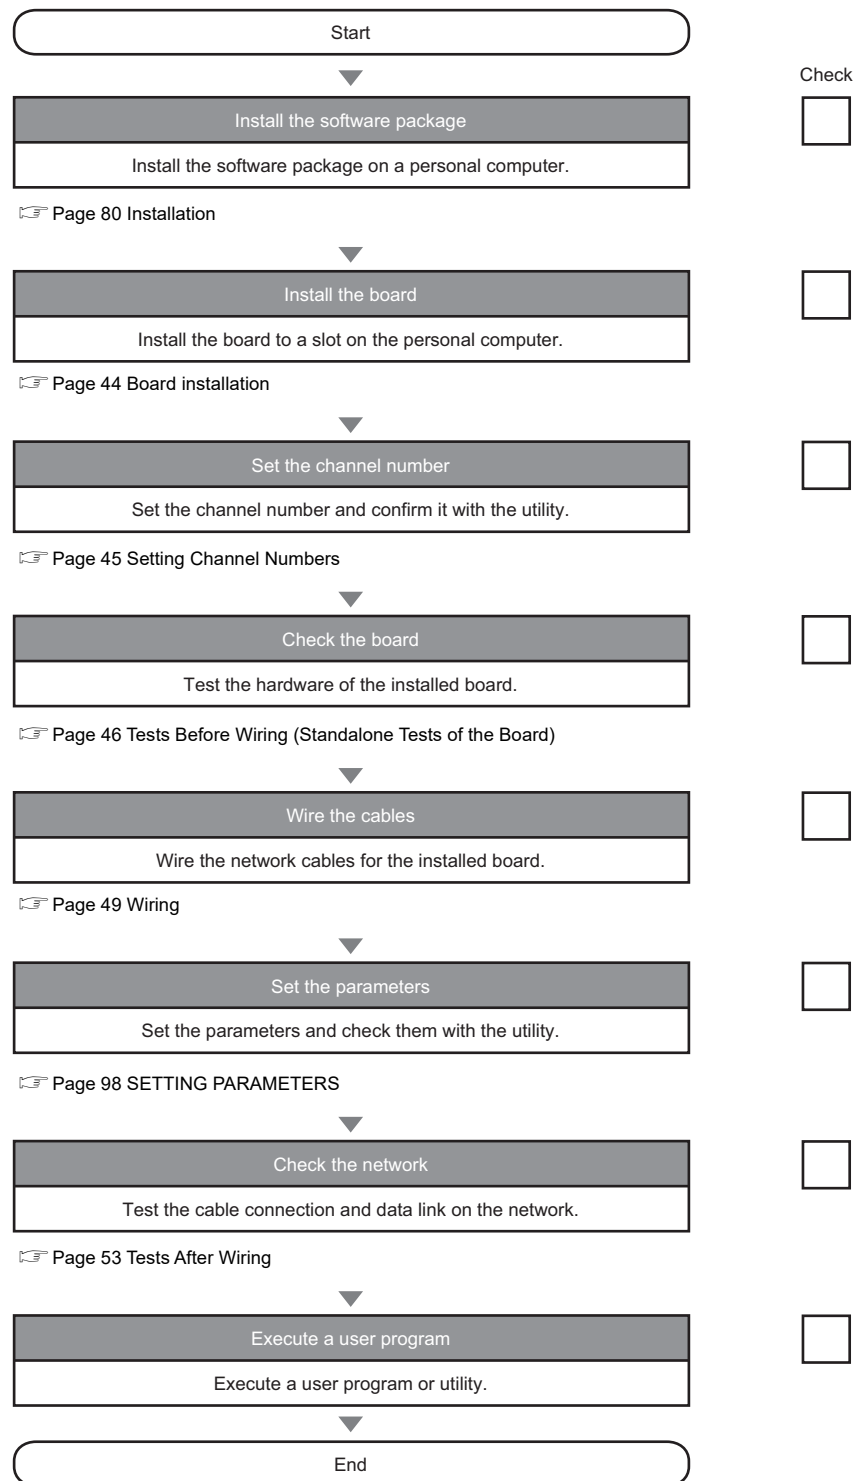 Start
Check
Install the software package
Install the software package on a personal computer.
Page 80 Installation
Install the board
Install the board to a slot on the personal computer.
Page 44 Board installation
Set the channel number
Set the channel number and confirm it with the utility.
Page 45 Setting Channel Numbers
Check the board
Test the hardware of the installed board.
Page 46 Tests Before Wiring (Standalone Tests of the Board)
Wire the cables
Wire the network cables for the installed board.
Page 49 Wiring
Set the parameters
Set the parameters and check them with the utility.
Page 98 SETTING PARAMETERS
Check the network
Test the cable connection and data link on the network.
Page 53 Tests After Wiring
Execute a user program
Execute a user program or utility.
End